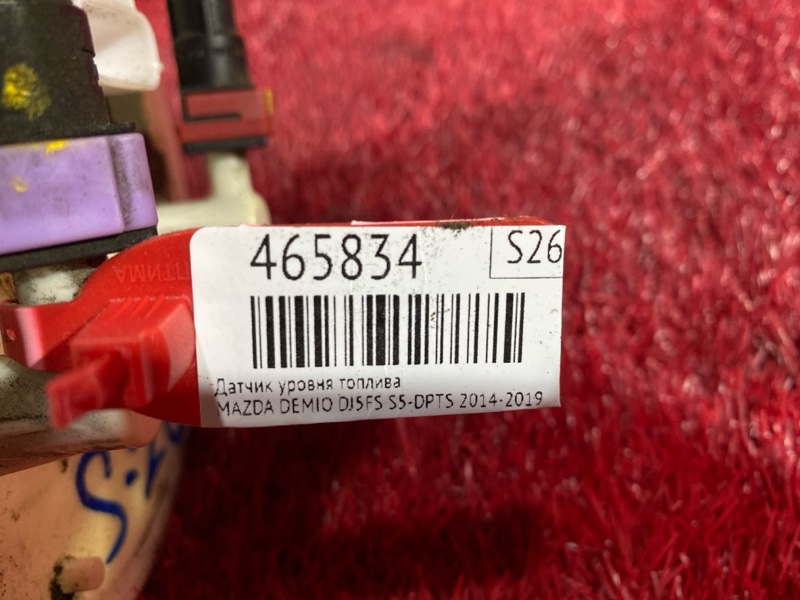 465834
S26
Датчик уровня топлива
MAZDA DEMIO DJ5FS S5-DPTS 2014-2019